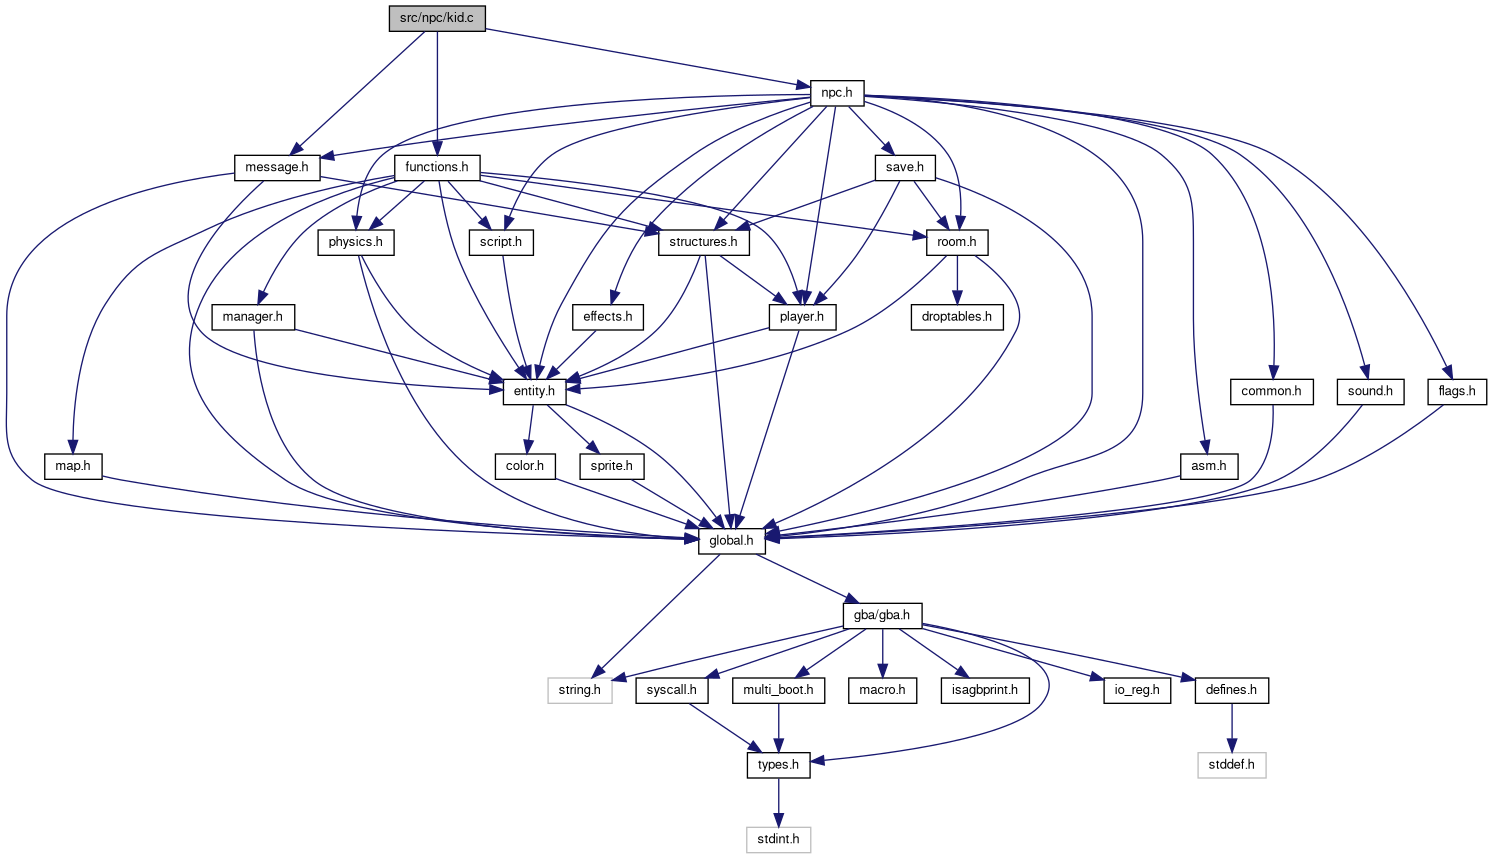 src/npc/kid.c
npc.h
message.h
functions.h
save.h
physics.h
script.h
structures.h
room.h
manager.h
effects.h
player.h
droptables.h
entity.h
common.h
sound.h
flags.h
map.h
color.h
sprite.h
asm.h
global.h
gba/gba.h
string.h
syscall.h
multi_boot.h
macro.h
isagbprint.h
io_reg.h
defines.h
types.h
stddef.h
stdint.h